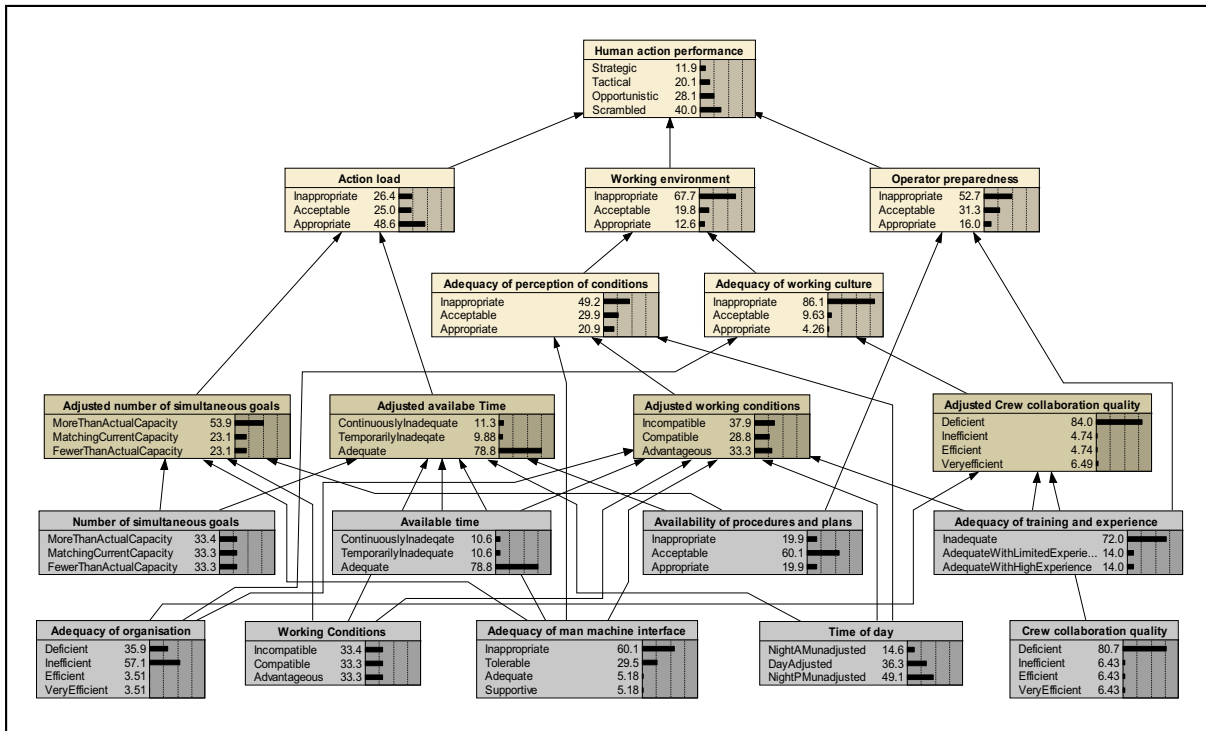 Human action performance
Strategic 11.9
Tactical 20.1
Opportunistic 28.1
Scrambled 40.0
Action load
Inappropriate 26.4
Acceptable 25.0
Appropriate 48.6
Working environment
Inappropriate 67.7
Acceptable 19.8
Appropriate 12.6
Operator preparedness
Inappropriate 52.7
Acceptable 31.3
Appropriate 16.0
Adequacy of perception of conditions
Inappropriate 49.2
Acceptable 29.9
Appropriate 20.9
Adequacy of working culture
Inappropriate 86.1
Acceptable 9.63
Appropriate 4.26
Adjusted number of simultaneous goals
MoreThanActualCapacity 53.9
MatchingCurrentCapacity 23.1
FewerThanActualCapacity 23.1
Adjusted availabe Time
ContinuouslyInadequate 11.3
TemporarilyInadeqate 9.88
Adequate 78.8
Adjusted working conditions
Incompatible 37.9
Compatible 28.8
Advantageous 33.3
Adjusted Crew collaboration quality
Deficient 84.0
Inefficient 4.74
Efficient 4.74
Veryefficient 6.49
Number of simultaneous goals
MoreThanActualCapacity 33.4
MatchingCurrentCapacity 33.3
FewerThanActualCapacity 33.3
Available time
ContinuouslyInadeqate 10.6
TemporarilyInadequate 10.6
Adequate 78.8
Availability of procedures and plans
Inappropriate 19.9
Acceptable 60.1
Appropriate 19.9
Adequacy of training and experience
Inadequate 72.0
AdequateWithLimitedExperie... 14.0
AdequateWithHighExperience 14.0
Adequacy of organisation
Deficient 35.9
Inefficient 57.1
Efficient 3.51
VeryEfficient 3.51
Working Conditions
Incompatible 33.4
Compatible 33.3
Advantageous 33.3
Adequacy of man machine interface
Inappropriate 60.1
Tolerable 29.5
Adequate 5.18
Supportive 5.18
Time of day
NightAMunadjusted 14.6
DayAdjusted 36.3
NightPMunadjusted 49.1
Crew collaboration quality
Deficient 80.7
Inefficient 6.43
Efficient 6.43
VeryEfficient 6.43